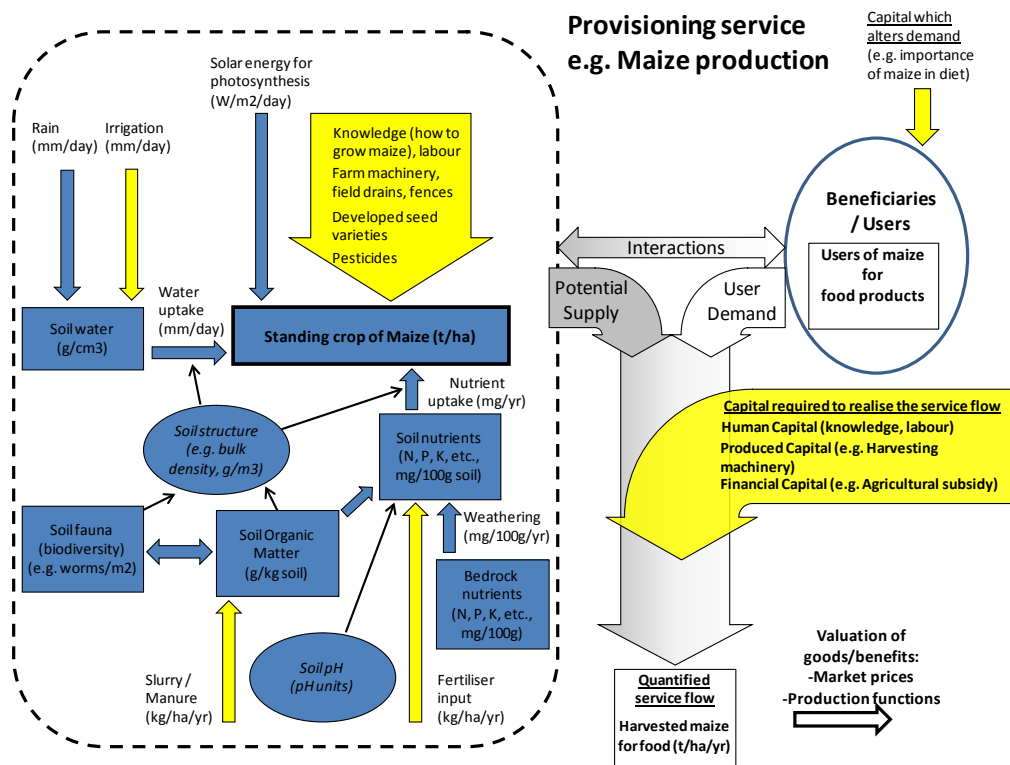 Provisioning service
e.g. Maize production
Capital which
alters demand
(e.g. importance
of maize in diet)
Solar energy for
photosynthesis
(W/m2/day)
Rain
(mm/day)
Irrigation
(mm/day)
Knowledge (how to
grow maize), labour
Farm machinery,
field drains, fences
Developed seed
varieties
Pesticides
Beneficiaries
/ Users
Users of maize
for
food products
Interactions
Potential
Supply
User
Demand
Water
uptake
(mm/day)
Soil water
(g/cm3)
Standing crop of Maize (t/ha)
Nutrient
uptake (mg/yr)
Soil structure
(e.g. bulk
density, g/m3)
Soil nutrients
(N, P, K, etc.,
mg/100g soil)
Capital required to realise the service flow
Human Capital (knowledge, labour)
Produced Capital (e.g. Harvesting
machinery)
Financial Capital (e.g. Agricultural subsidy)
Soil fauna
(biodiversity)
(e.g. worms/m2)
Soil Organic
Matter
(g/kg soil)
Weathering
(mg/100g/yr)
Bedrock
nutrients
(N, P, K, etc.,
mg/100g)
Slurry /
Manure
(kg/ha/yr)
Soil pH
(pH units)
Fertiliser
input
(kg/ha/yr)
Quantified
service flow
Harvested maize
for food (t/ha/yr)
Valuation of
goods/benefits:
-Market prices
-Production functions